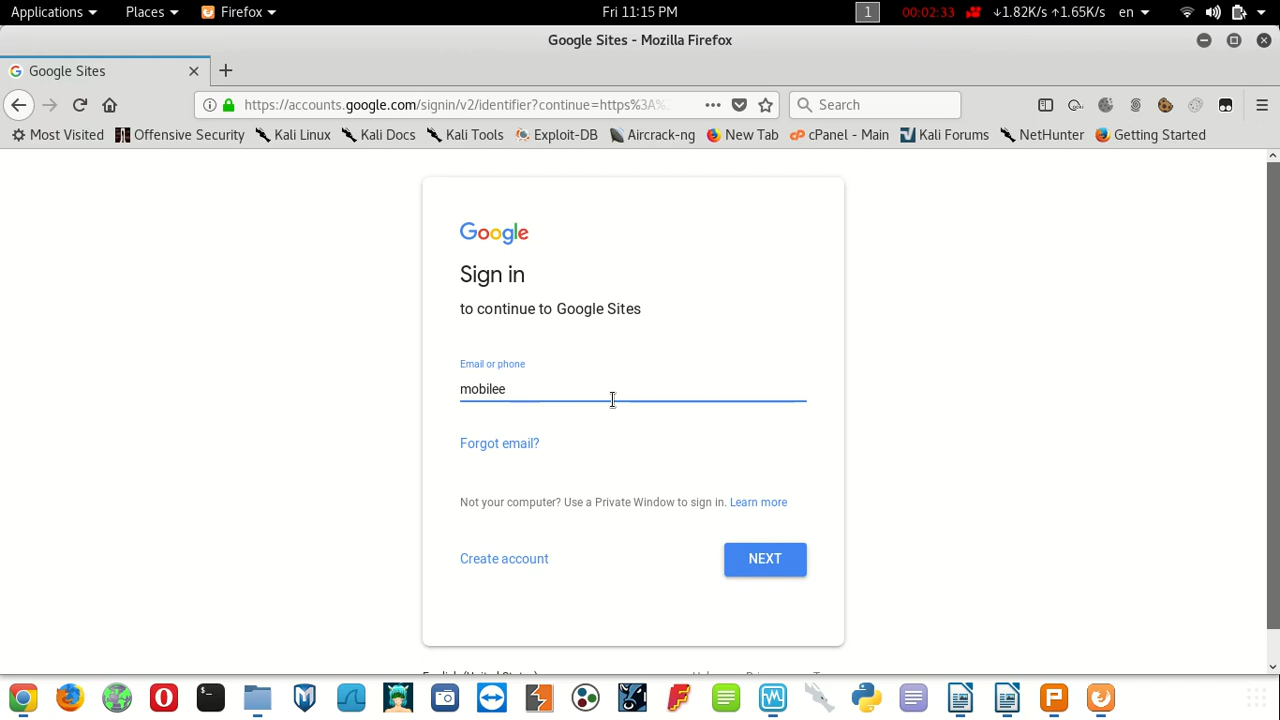 Applications Places Firefox Fri 11:15 PM 1 00:02:33 ↓1.82K/s ↑1.65K/s en
Google Sites - Mozilla Firefox
Google Sites
https://accounts.google.com/signin/v2/identifier?continue=https%3A%2 Search
Most Visited Offensive Security Kali Linux Kali Docs Kali Tools Exploit-DB Aircrack-ng New Tab cPanel - Main Kali Forums NetHunter Getting Started
Google
Sign in
to continue to Google Sites
Email or phone
mobilee
Forgot email?
Not your computer? Use a Private Window to sign in. Learn more
Create account NEXT